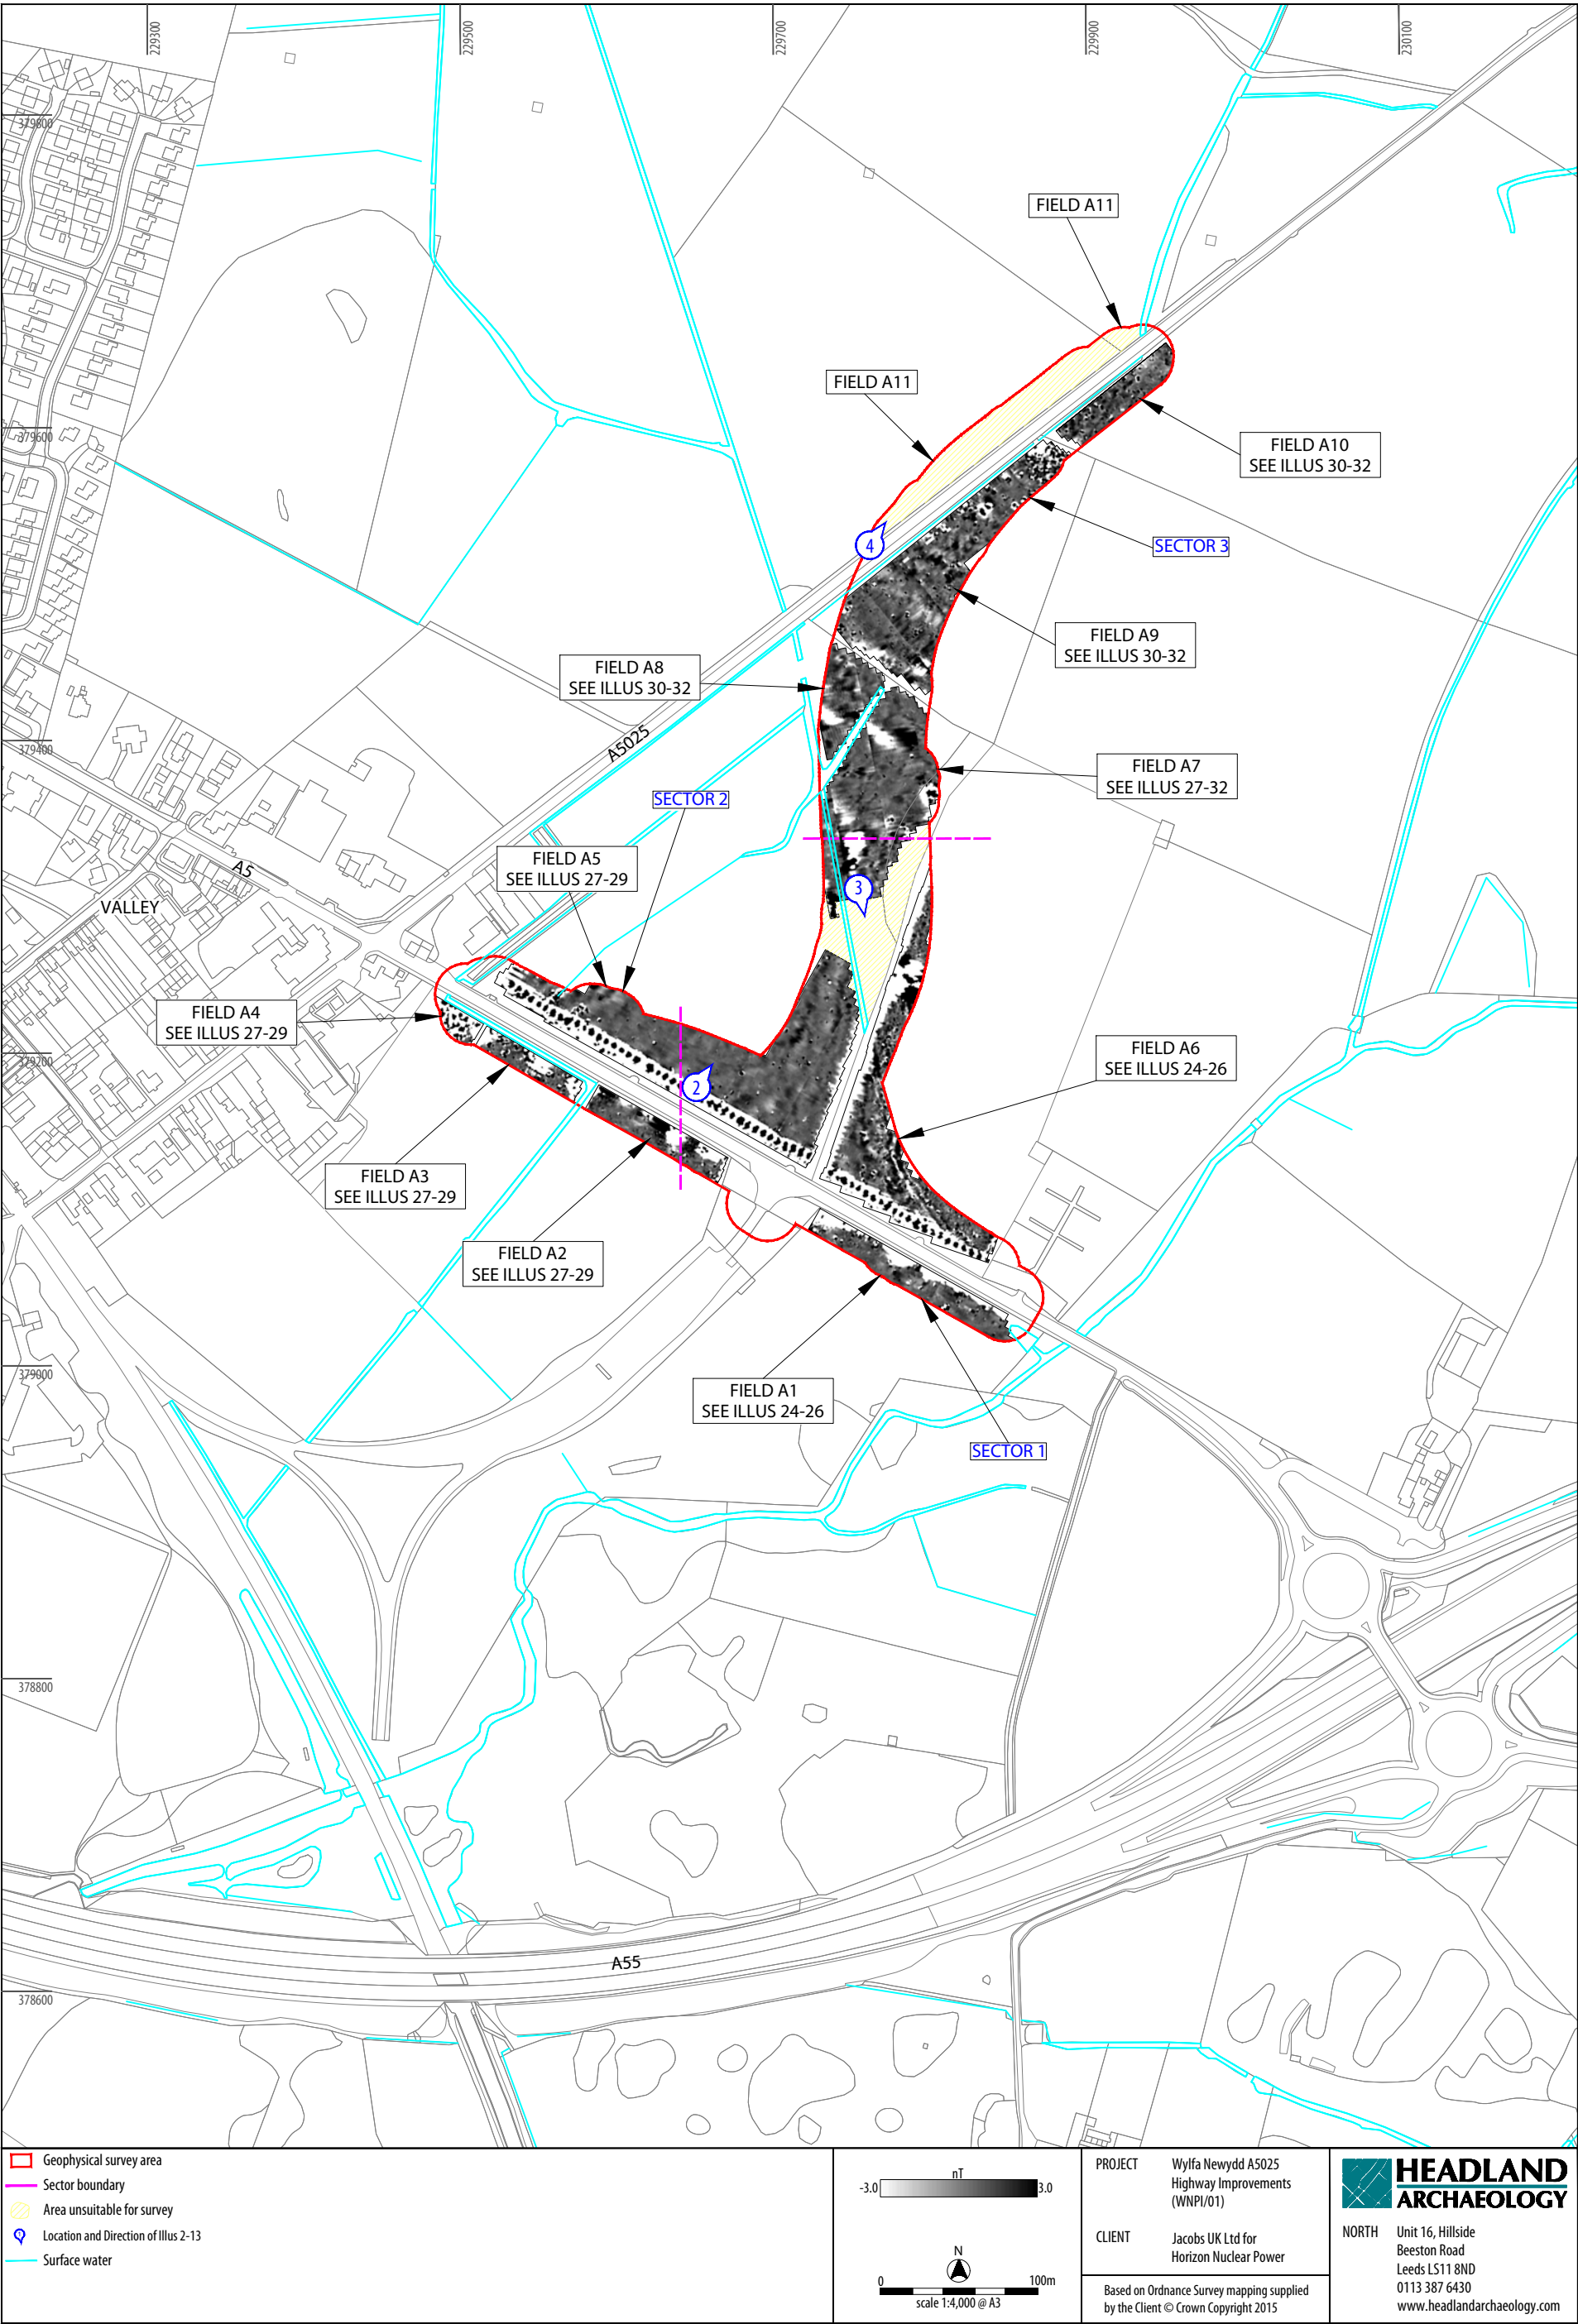 229300
229500
229700
229900
230100
379800
FIELD A11
FIELD A11
379600
FIELD A10
SEE ILLUS 30-32
4
SECTOR 3
FIELD A9
SEE ILLUS 30-32
FIELD A8
SEE ILLUS 30-32
A5025
379400
FIELD A7
SEE ILLUS 27-32
SECTOR 2
FIELD A5
SEE ILLUS 27-29
A5
3
VALLEY
FIELD A4
SEE ILLUS 27-29
379200
FIELD A6
SEE ILLUS 24-26
2
FIELD A3
SEE ILLUS 27-29
FIELD A2
SEE ILLUS 27-29
379000
FIELD A1
SEE ILLUS 24-26
SECTOR 1
378800
A55
378600
Geophysical survey area
Sector boundary
Area unsuitable for survey
1
Location and Direction of Illus 2-13
Surface water
nT
-3.0
3.0
N
0
100m
scale 1:4,000 @ A3
PROJECT
Wylfa Newydd A5025
Highway Improvements
(WNPI/01)
CLIENT
Jacobs UK Ltd for
Horizon Nuclear Power
Based on Ordnance Survey mapping supplied
by the Client © Crown Copyright 2015
HEADLAND
ARCHAEOLOGY
NORTH
Unit 16, Hillside
Beeston Road
Leeds LS11 8ND
0113 387 6430
www.headlandarchaeology.com